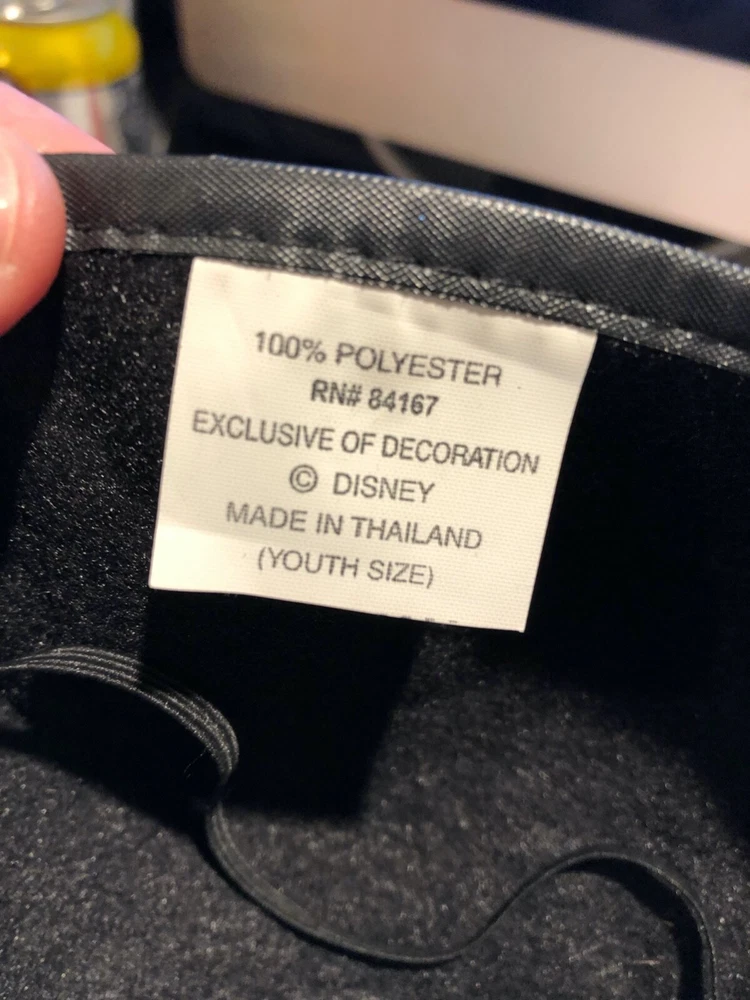 100% POLYESTER
RN# 84167
EXCLUSIVE OF DECORATION
© DISNEY
MADE IN THAILAND
(YOUTH SIZE)